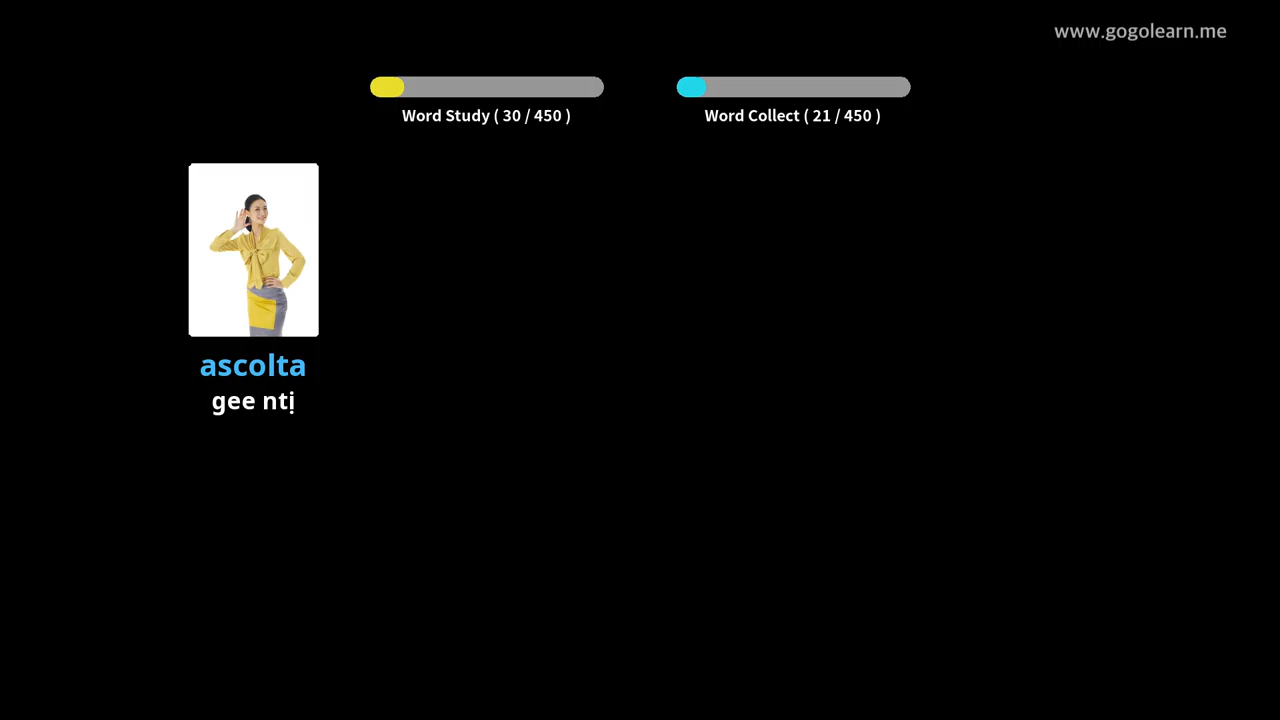 www.gogolearn.me
Word Study ( 30 / 450 )
Word Collect ( 21 / 450 )
ascolta
gee ntị